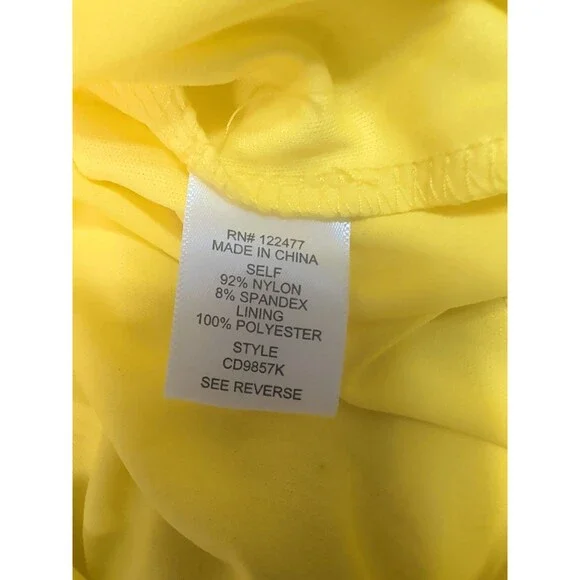 RN# 122477
MADE IN CHINA
SELF
92% NYLON
8% SPANDEX
LINING
100% POLYESTER
STYLE
CD9857K
SEE REVERSE